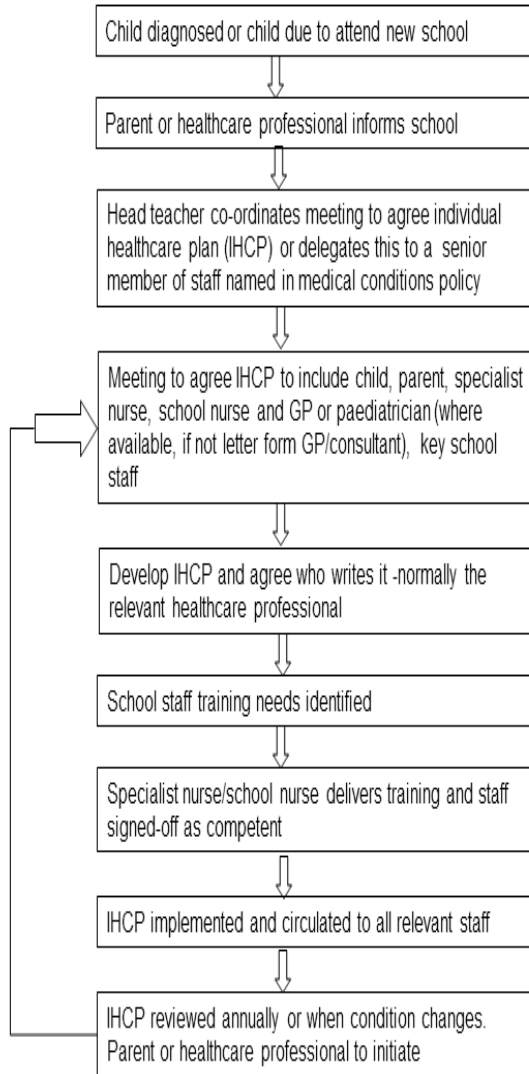 Child diagnosed or child due to attend new school
Parent or healthcare professional informs school
Head teacher co-ordinates meeting to agree individual
healthcare plan (IHCP) or delegates this to a senior
member of staff named in medical conditions policy
Meeting to agree IHCP to include child, parent, specialist
nurse, school nurse and GP or paediatrician (where
available, if not letter form GP/consultant), key school
staff
Develop IHCP and agree who writes it -normally the
relevant healthcare professional
School staff training needs identified
Specialist nurse/school nurse delivers training and staff
signed-off as competent
IHCP implemented and circulated to all relevant staff
IHCP reviewed annually or when condition changes.
Parent or healthcare professional to initiate